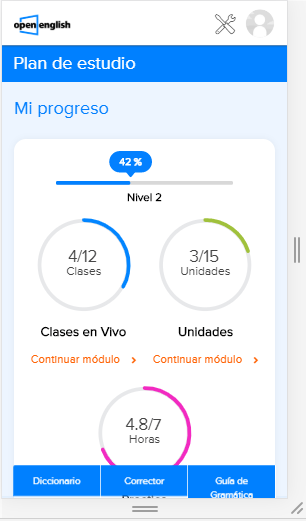 open english
Plan de estudio
Mi progreso
42 %
Nivel 2
4/12
Clases
3/15
Unidades
Clases en Vivo
Unidades
Continuar módulo >
Continuar módulo >
4.8/7
Horas
Diccionario
Corrector
Guía de
Gramática